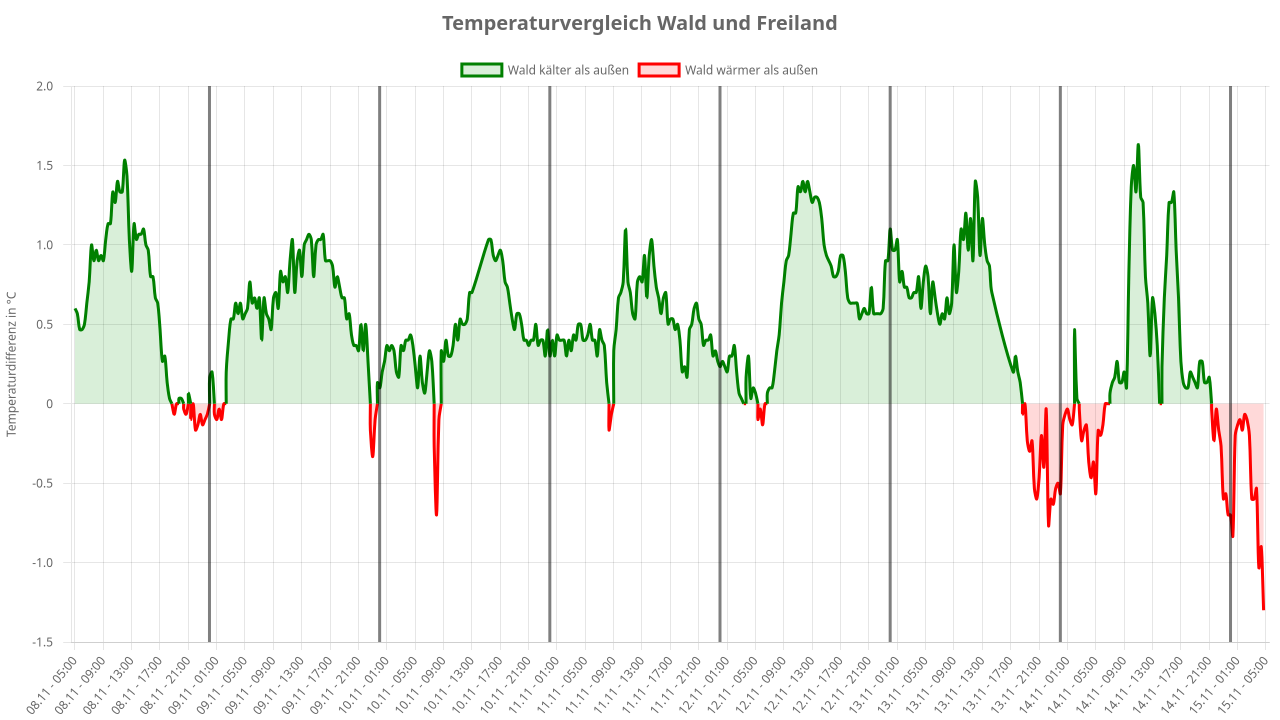 Temperaturvergleich Wald und Freiland
Wald kälter als außen
Wald wärmer als außen
Temperaturdifferenz in °C
2.0
1.5
1.0
0.5
0
-0.5
-1.0
-1.5
08.11 - 05:00
08.11 - 09:00
08.11 - 13:00
08.11 - 17:00
08.11 - 21:00
09.11 - 01:00
09.11 - 05:00
09.11 - 09:00
09.11 - 13:00
09.11 - 17:00
09.11 - 21:00
10.11 - 01:00
10.11 - 05:00
10.11 - 09:00
10.11 - 13:00
10.11 - 17:00
10.11 - 21:00
11.11 - 01:00
11.11 - 05:00
11.11 - 09:00
11.11 - 13:00
11.11 - 17:00
11.11 - 21:00
12.11 - 01:00
12.11 - 05:00
12.11 - 09:00
12.11 - 13:00
12.11 - 17:00
12.11 - 21:00
13.11 - 01:00
13.11 - 05:00
13.11 - 09:00
13.11 - 13:00
13.11 - 17:00
13.11 - 21:00
14.11 - 01:00
14.11 - 05:00
14.11 - 09:00
14.11 - 13:00
14.11 - 17:00
14.11 - 21:00
15.11 - 01:00
15.11 - 05:00